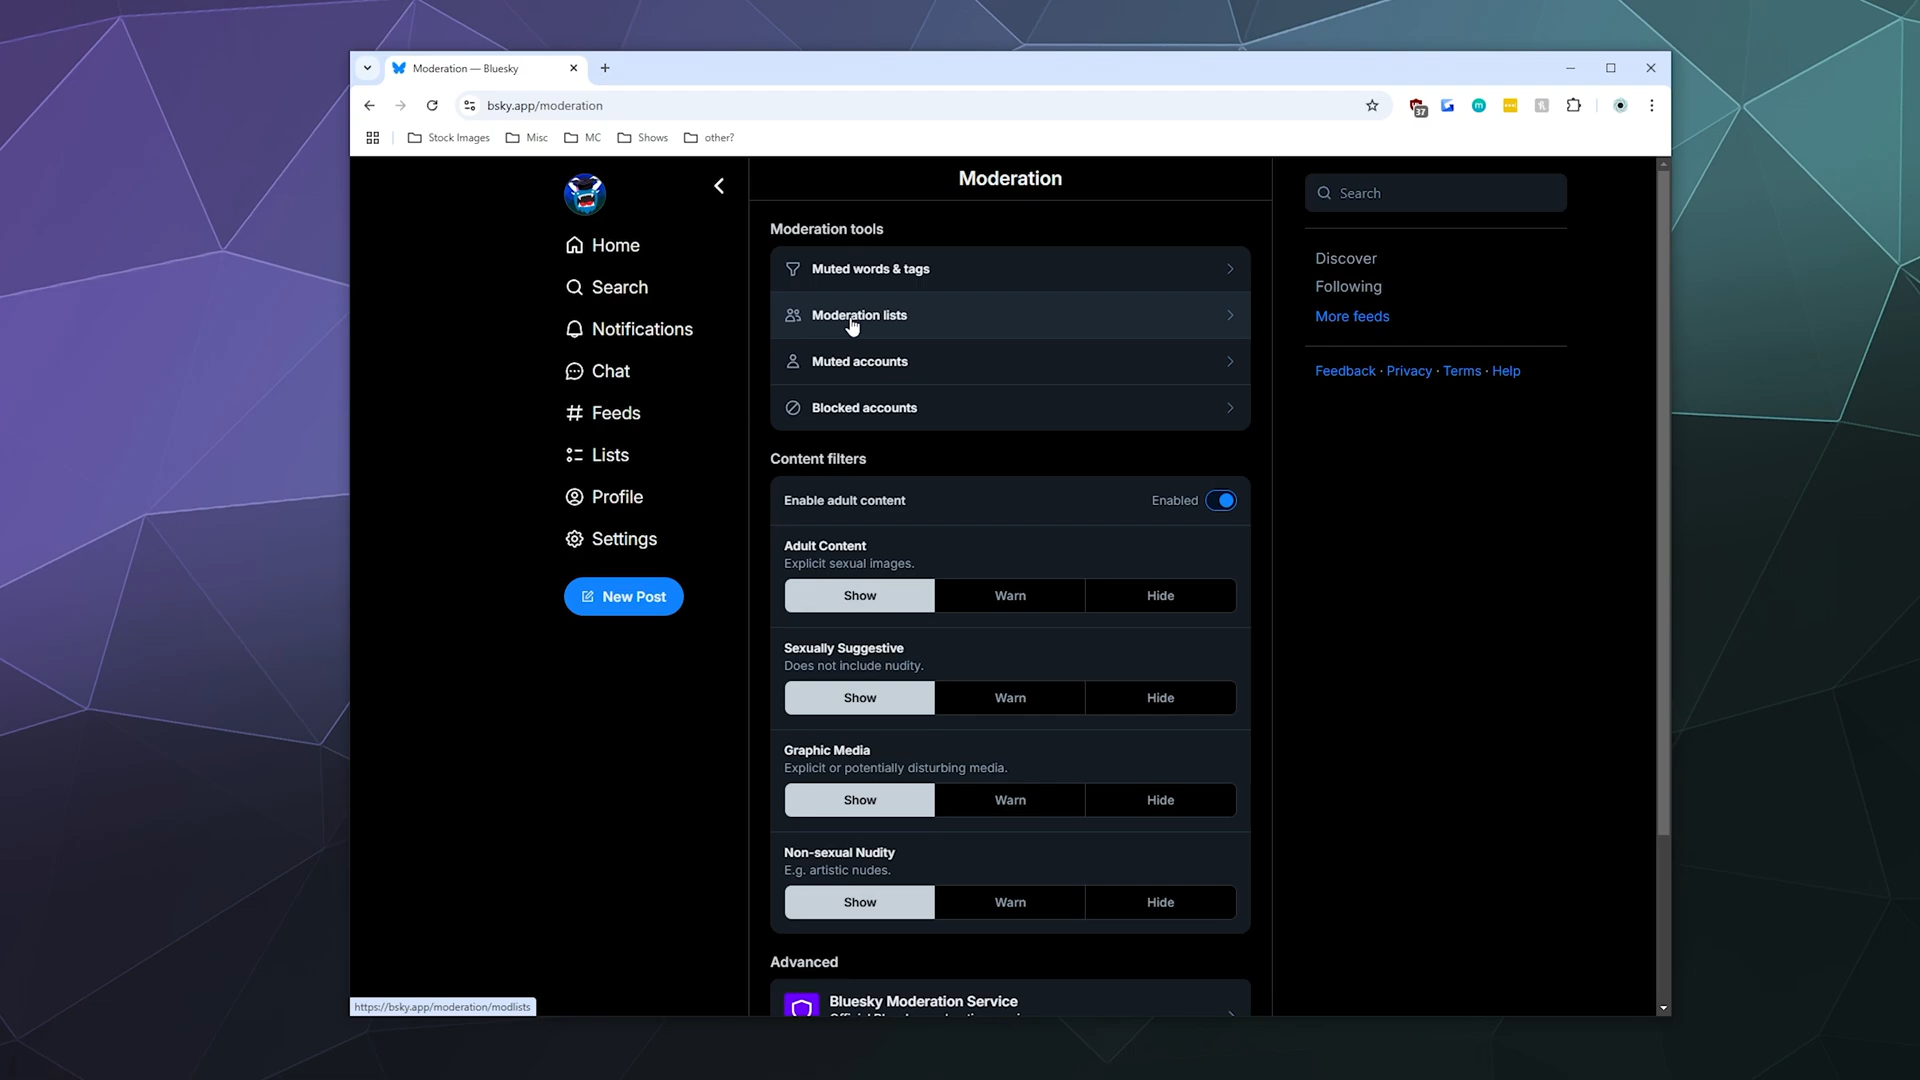 Moderation — Bluesky
bsky.app/moderation
37
m
Stock Images
Misc
MC
Shows
other?
Home
Search
Notifications
Chat
Feeds
Lists
Profile
Settings
New Post
Moderation
Moderation tools
Muted words & tags
Moderation lists
Muted accounts
Blocked accounts
Content filters
Enable adult content
Enabled
Adult Content
Explicit sexual images.
Show Warn Hide
Sexually Suggestive
Does not include nudity.
Show Warn Hide
Graphic Media
Explicit or potentially disturbing media.
Show Warn Hide
Non-sexual Nudity
E.g. artistic nudes.
Show Warn Hide
Advanced
Bluesky Moderation Service
Search
Discover
Following
More feeds
Feedback · Privacy · Terms · Help
https://bsky.app/moderation/modlists